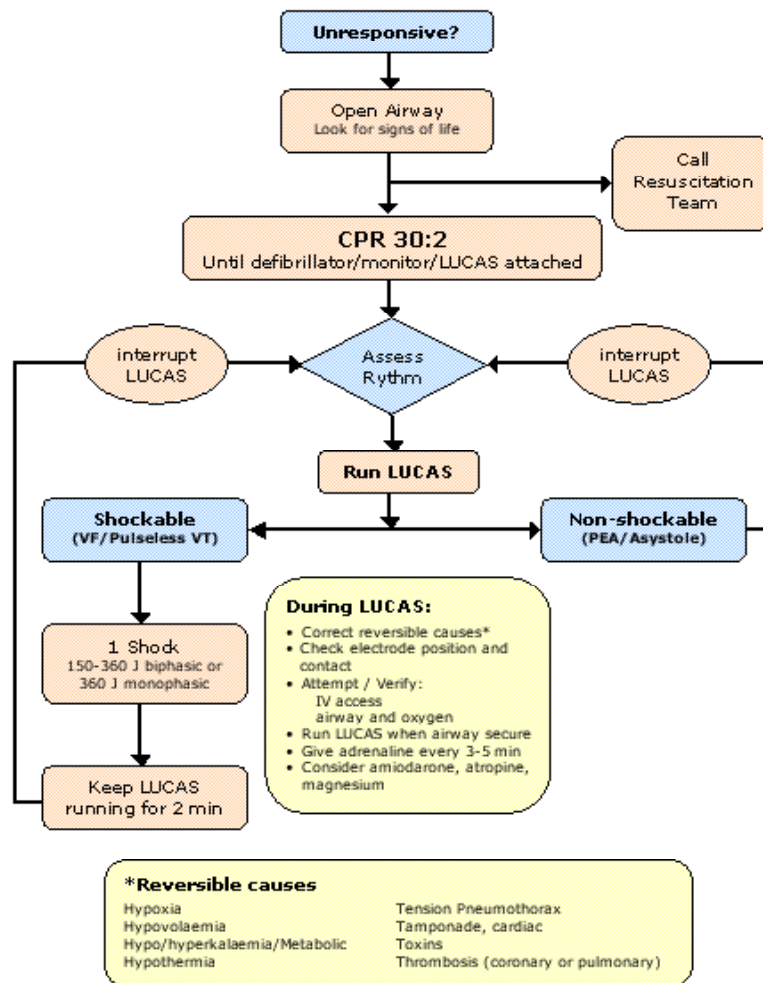 Unresponsive?
Open Airway
Look for signs of life
Call
Resuscitation
Team
CPR 30:2
Until defibrillator/monitor/LUCAS attached
interrupt
LUCAS
Assess
Rythm
interrupt
LUCAS
Run LUCAS
Shockable
(VF/Pulseless VT)
Non-shockable
(PEA/Asystole)
1 Shock
150-360 J biphasic or
360 J monophasic
Keep LUCAS
running for 2 min
During LUCAS:
• Correct reversible causes*
• Check electrode position and
contact
• Attempt / Verify:
IV access
airway and oxygen
• Run LUCAS when airway secure
• Give adrenaline every 3-5 min
• Consider amiodarone, atropine,
magnesium
*Reversible causes
Hypoxia
Hypovolaemia
Hypo/hyperkalaemia/Metabolic
Hypothermia
Tension Pneumothorax
Tamponade, cardiac
Toxins
Thrombosis (coronary or pulmonary)